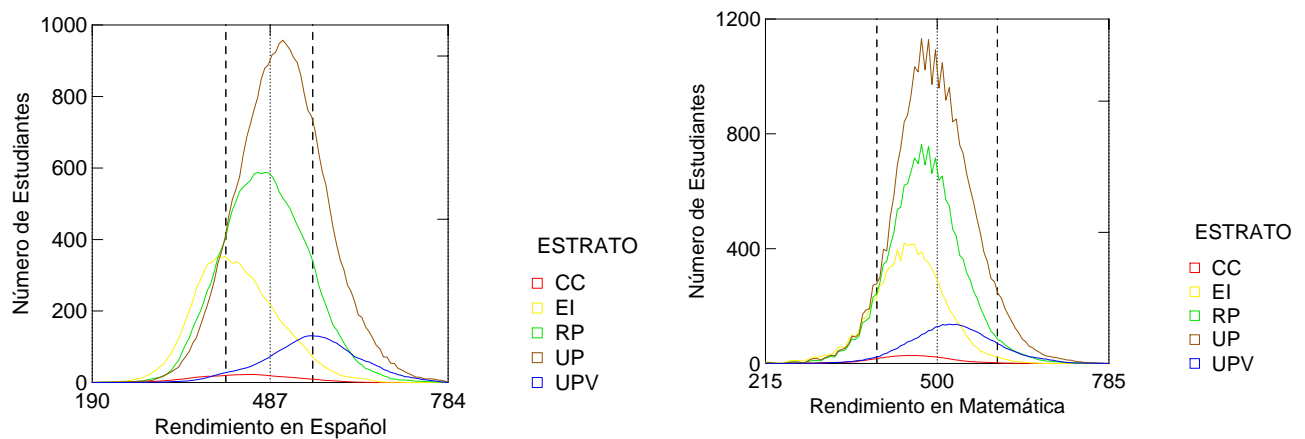 1000
800
600
400
200
0
190
487
784
Número de Estudiantes
Rendimiento en Español
ESTRATO
CC
EI
RP
UP
UPV
1200
800
400
0
215
500
785
Número de Estudiantes
Rendimiento en Matemática
ESTRATO
CC
EI
RP
UP
UPV